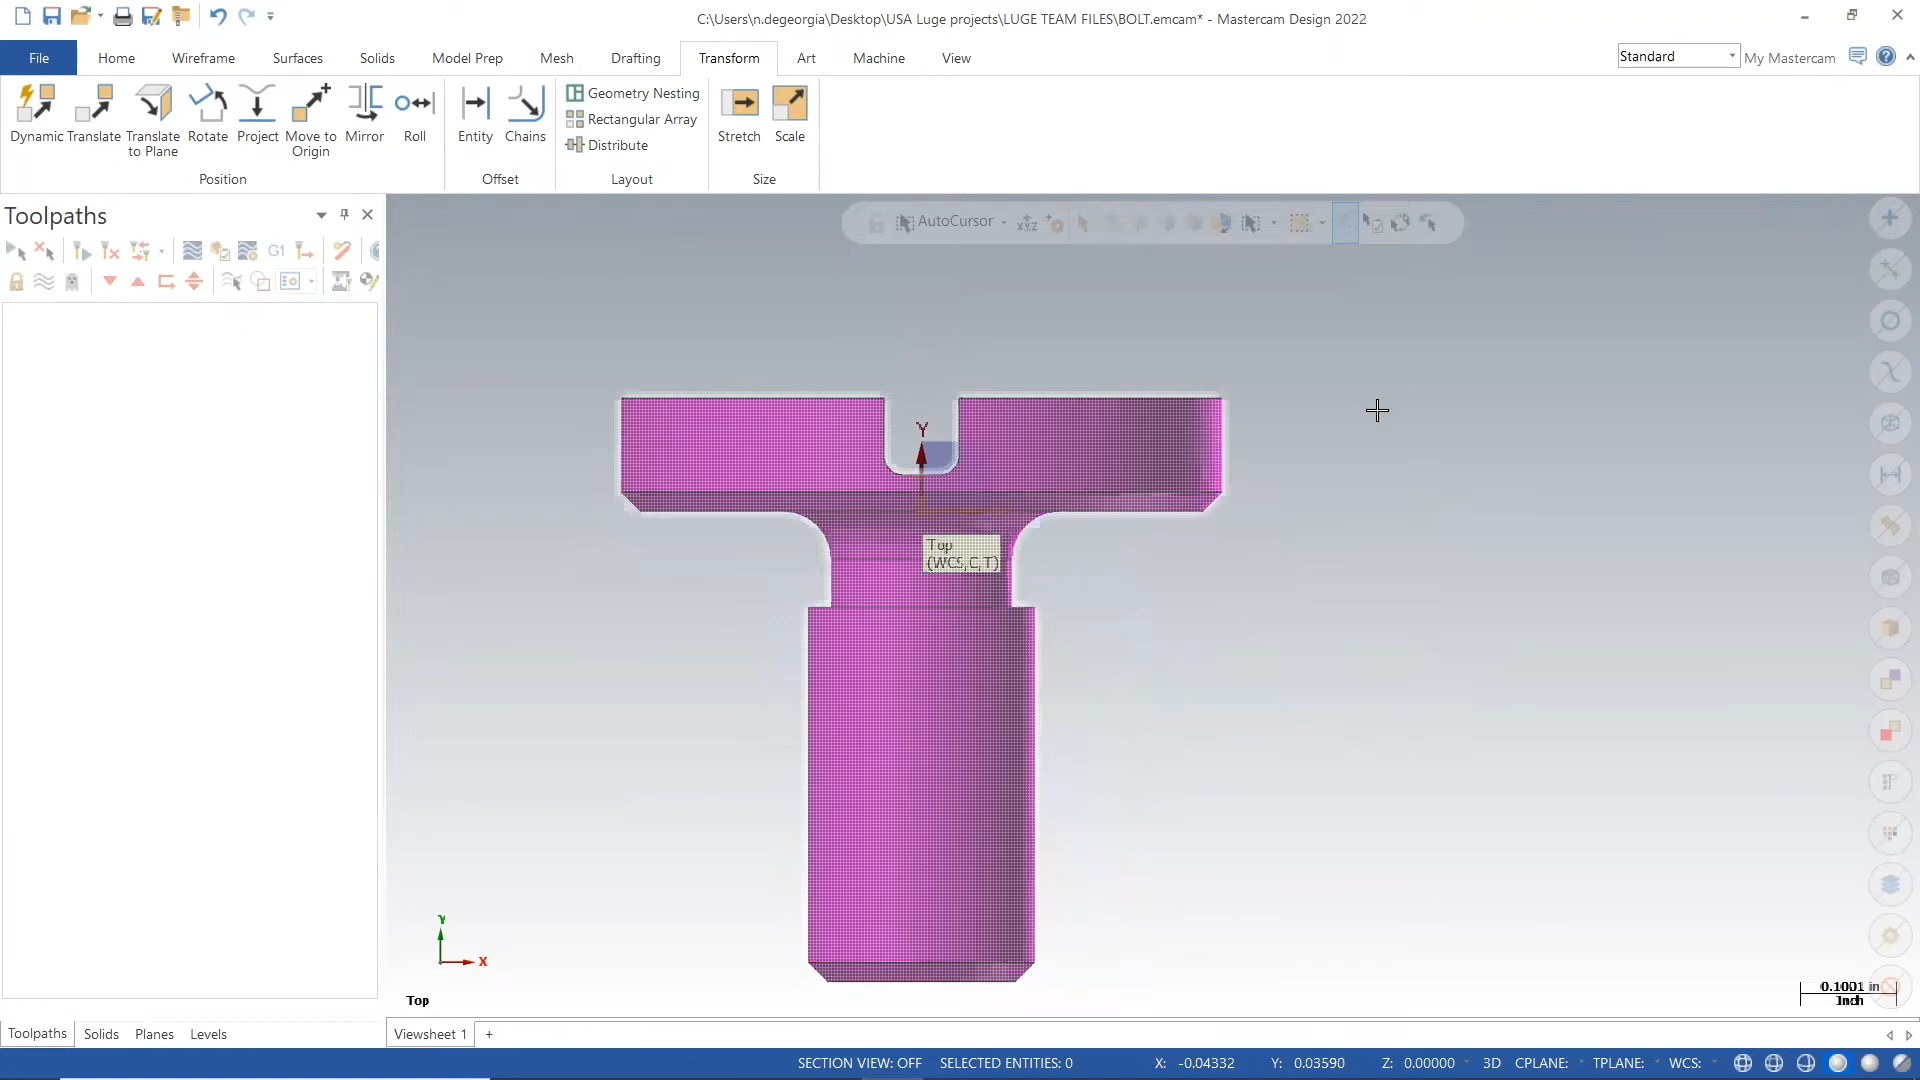 C:\Users\n.degeorgia\Desktop\USA Luge projects\LUGE TEAM FILES\BOLT.emcam* - Mastercam Design 2022
File Home Wireframe Surfaces Solids Model Prep Mesh Drafting Transform Art Machine View Standard My Mastercam
Geometry Nesting
Rectangular Array
Distribute
Dynamic Translate Translate to Plane Rotate Project Move to Origin Mirror Roll Entity Chains Stretch Scale
Position Offset Layout Size
Toolpaths
AutoCursor
XYZ
G1
Y
Top
(WCS,C,T)
Y
X
Top
0.1001 in
Inch
Toolpaths Solids Planes Levels Viewsheet 1 +
SECTION VIEW: OFF SELECTED ENTITIES: 0 X: -0.04332 Y: 0.03590 Z: 0.00000 3D CPLANE: TPLANE: WCS: